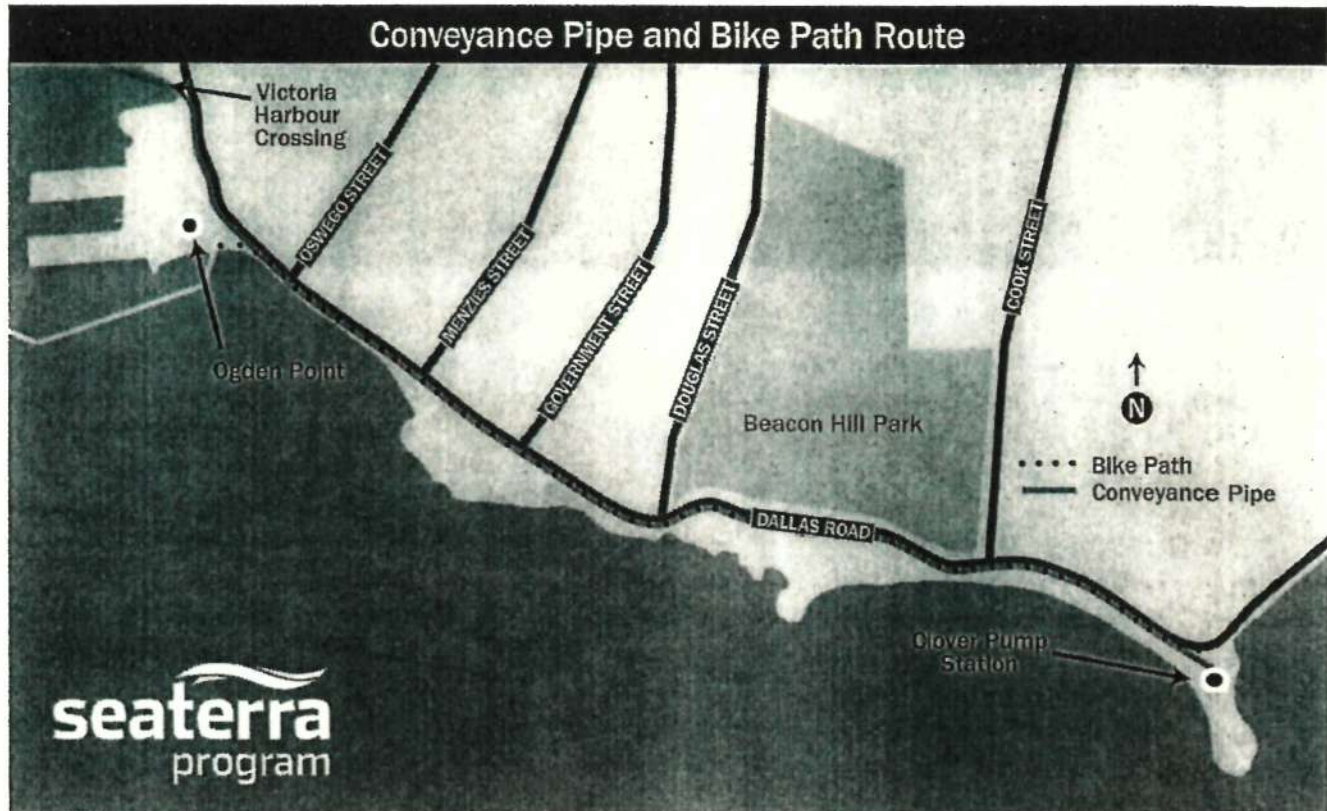 Conveyance Pipe and Bike Path Route
Victoria
Harbour
Crossing
OSWEGO STREET
MENZIES STREET
GOVERNMENT STREET
DOUGLAS STREET
COOK STREET
Ogden Point
Beacon Hill Park
N
Bike Path
Conveyance Pipe
DALLAS ROAD
Clover Pump
Station
seaterra
program